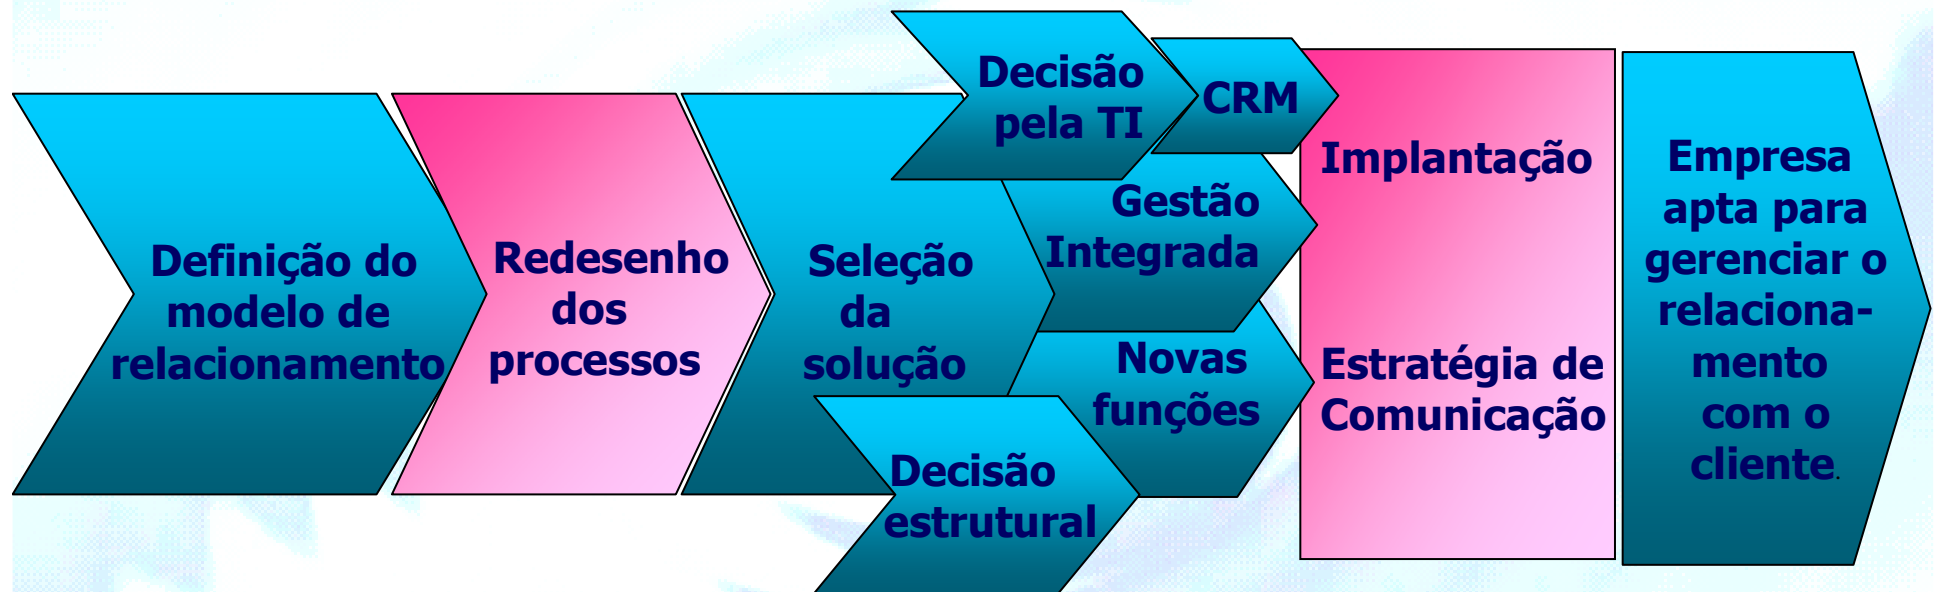 Definição do
modelo de
relacionamento
Redesenho
dos
processos
Seleção
da
solução
Decisão
pela TI
CRM
Gestão
Integrada
Novas
funções
Decisão
estrutural
Implantação
Estratégia de
Comunicação
Empresa
apta para
gerenciar o
relaciona-
mento
com o
cliente.